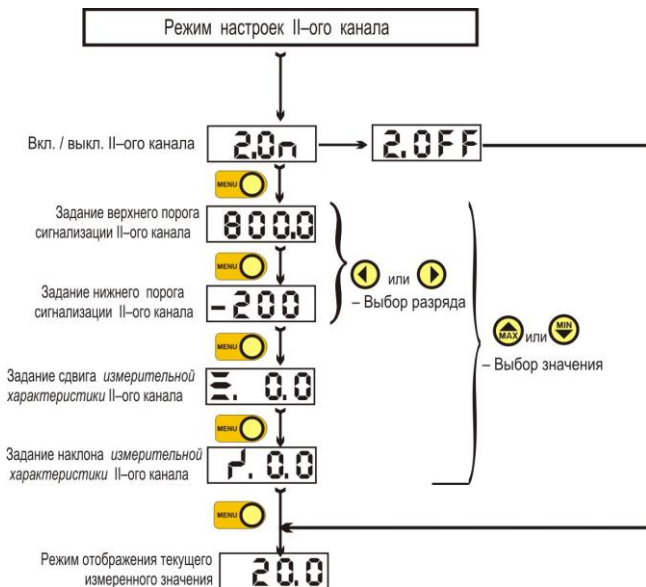 Режим настроек II–ого канала
Вкл. / выкл. II–ого канала
2.0n
2.0FF
MENU
Задание верхнего порога
сигнализации II–ого канала
800.0
MENU
или
– Выбор разряда
Задание нижнего порога
сигнализации II–ого канала
-200
MAX
или
MIN
– Выбор значения
MENU
Задание сдвига измерительной
характеристики II–ого канала
0.0
MENU
Задание наклона измерительной
характеристики II–ого канала
0.0
MENU
Режим отображения текущего
измеренного значения
20.0